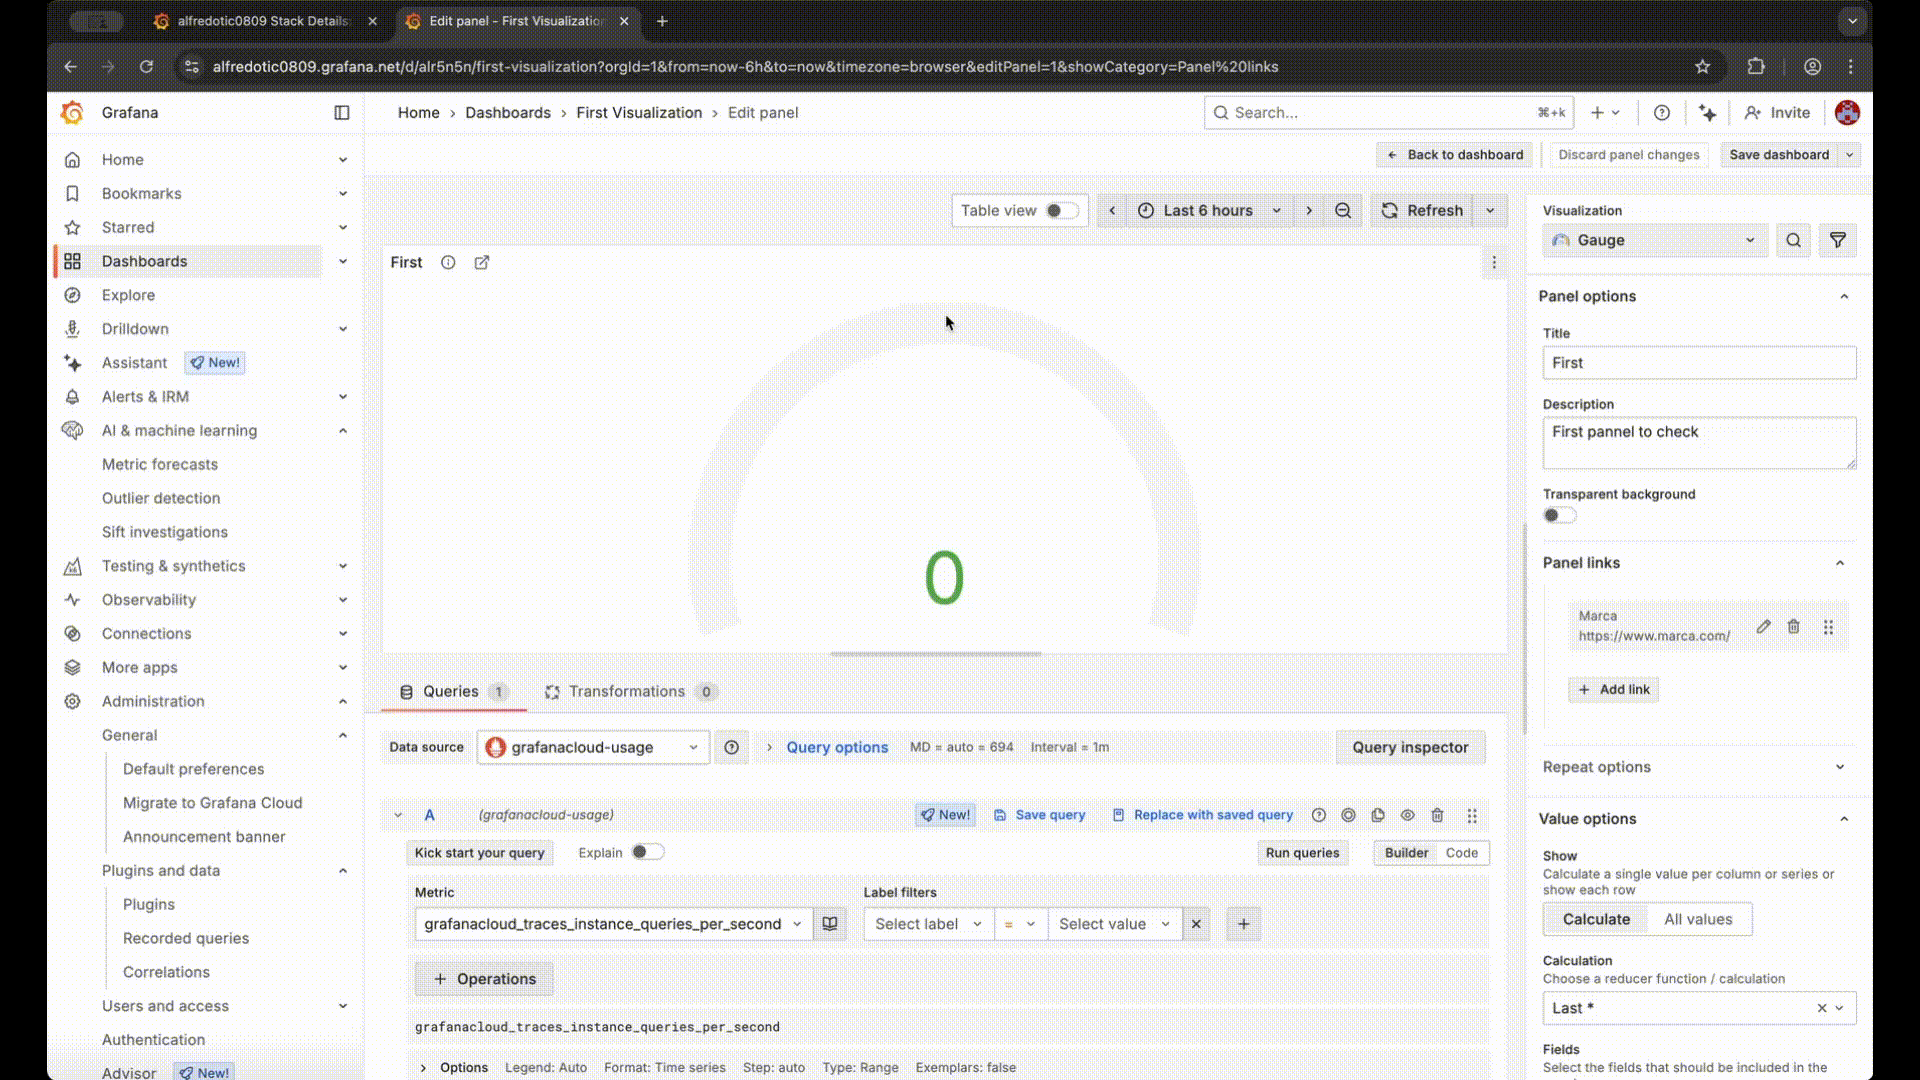 alfredotic0809 Stack Details
Edit panel - First Visualizatio
alfredotic0809.grafana.net/d/alr5n5n/first-visualization?orgId=1&from=now-6h&to=now&timezone=browser&editPanel=1&showCategory=Panel%20links
Grafana
Home › Dashboards › First Visualization › Edit panel
Search...
⌘+k
Invite
Back to dashboard
Discard panel changes
Save dashboard
Home
Bookmarks
Starred
Dashboards
Explore
Drilldown
Assistant New!
Alerts & IRM
AI & machine learning
Metric forecasts
Outlier detection
Sift investigations
Testing & synthetics
Observability
Connections
More apps
Administration
General
Default preferences
Migrate to Grafana Cloud
Announcement banner
Plugins and data
Plugins
Recorded queries
Correlations
Users and access
Authentication
Advisor New!
Table view
Last 6 hours
Refresh
First
0
Queries 1
Transformations 0
Data source
grafanacloud-usage
Query options
MD = auto = 694
Interval = 1m
Query inspector
A
(grafanacloud-usage)
New!
Save query
Replace with saved query
Kick start your query
Explain
Run queries
Builder
Code
Metric
Label filters
grafanacloud_traces_instance_queries_per_second
Select label
=
Select value
+ Operations
grafanacloud_traces_instance_queries_per_second
Options
Legend: Auto
Format: Time series
Step: auto
Type: Range
Exemplars: false
Visualization
Gauge
Panel options
Title
First
Description
First pannel to check
Transparent background
Panel links
Marca
https://www.marca.com/
+ Add link
Repeat options
Value options
Show
Calculate a single value per column or series or
show each row
Calculate
All values
Calculation
Choose a reducer function / calculation
Last *
Fields
Select the fields that should be included in the